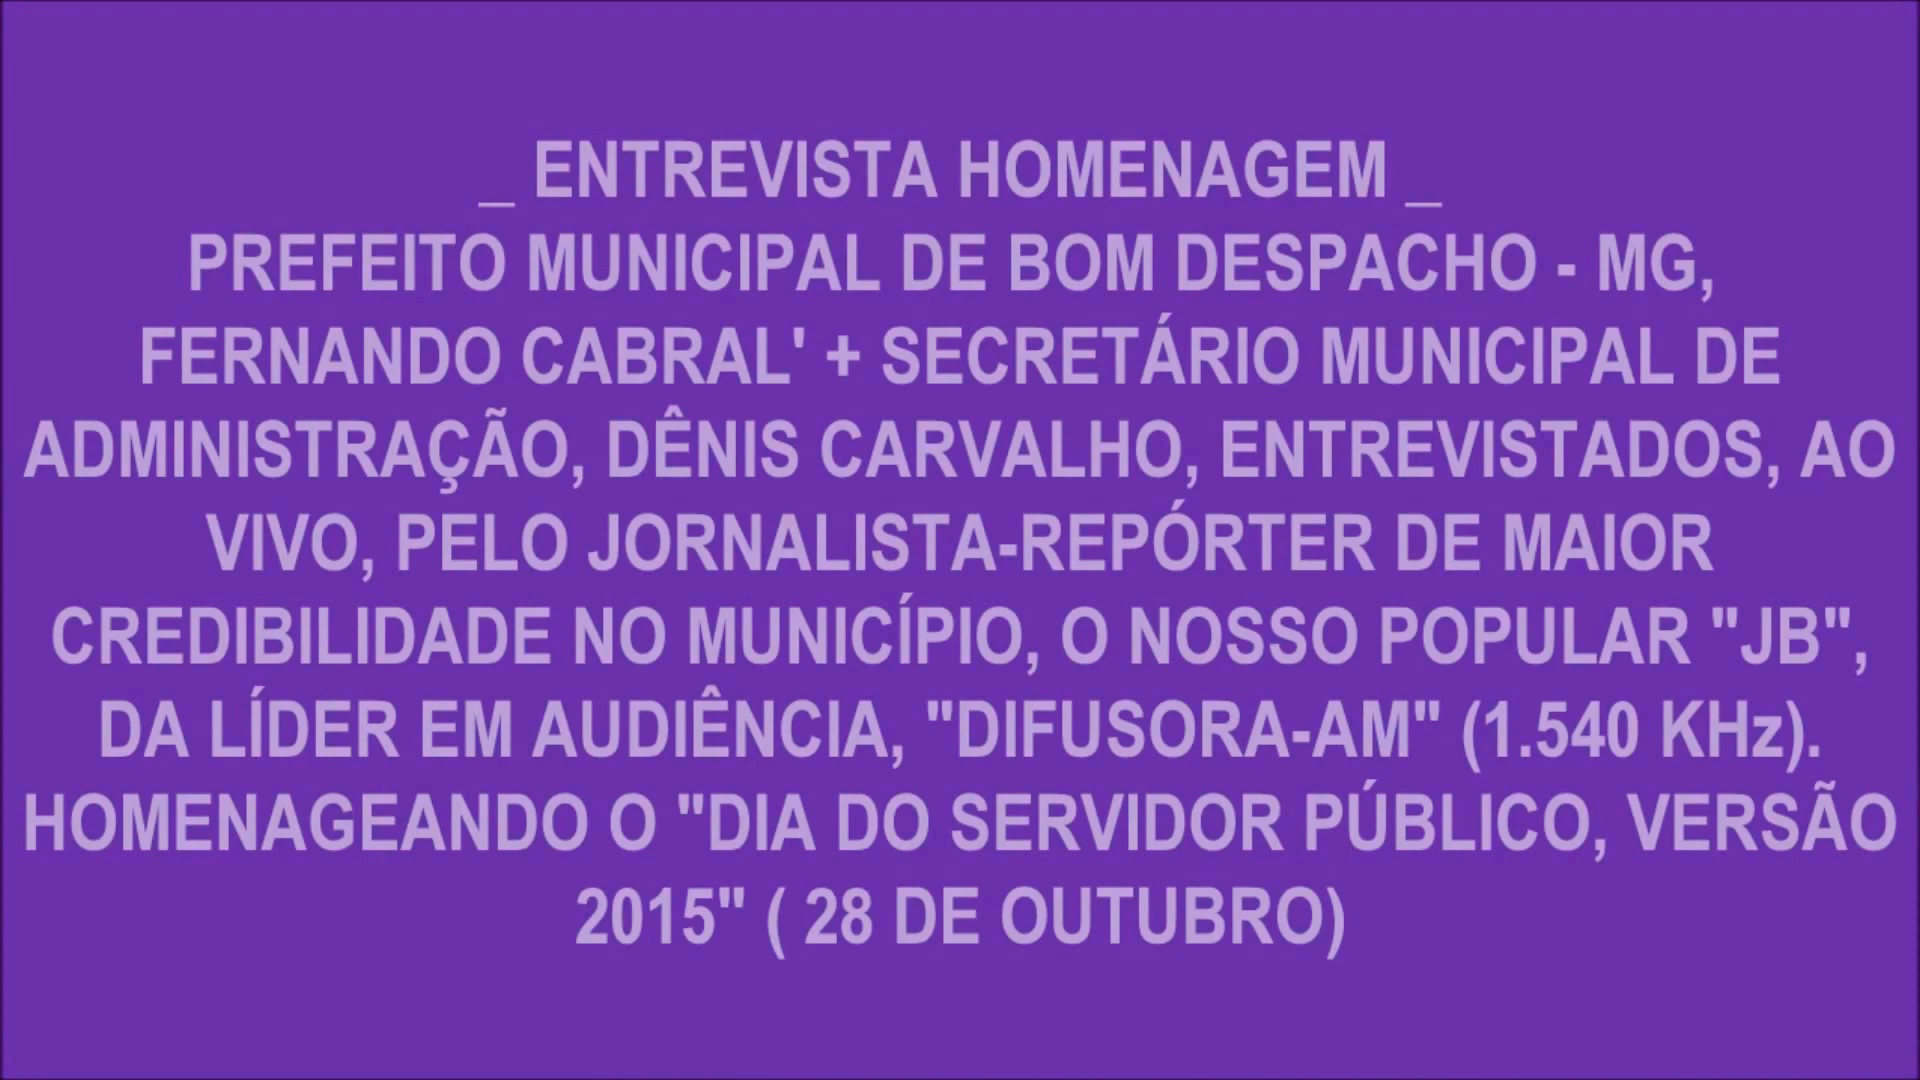 _ ENTREVISTA HOMENAGEM _
PREFEITO MUNICIPAL DE BOM DESPACHO - MG,
FERNANDO CABRAL' + SECRETÁRIO MUNICIPAL DE
ADMINISTRAÇÃO, DÊNIS CARVALHO, ENTREVISTADOS, AO
VIVO, PELO JORNALISTA-REPÓRTER DE MAIOR
CREDIBILIDADE NO MUNICÍPIO, O NOSSO POPULAR "JB",
DA LÍDER EM AUDIÊNCIA, "DIFUSORA-AM" (1.540 KHz).
HOMENAGEANDO O "DIA DO SERVIDOR PÚBLICO, VERSÃO
2015" ( 28 DE OUTUBRO)